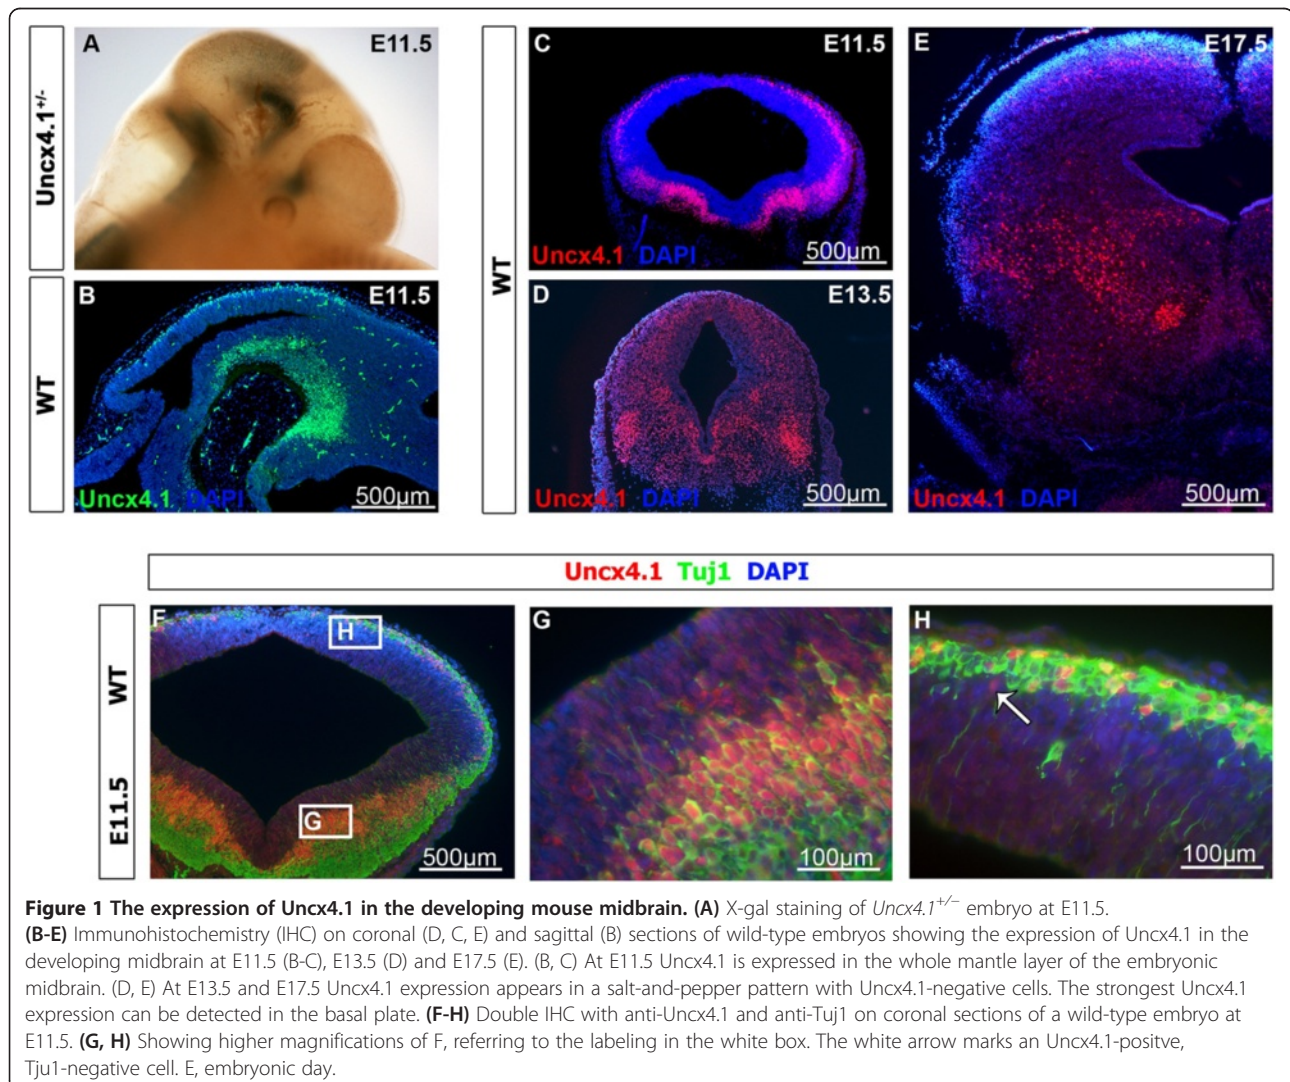 Uncx4.1+/-
A
E11.5
WT
B
E11.5
Uncx4.1 DAPI
500µm
WT
C
E11.5
Uncx4.1 DAPI
500µm
D
E13.5
Uncx4.1 DAPI
500µm
E
E17.5
Uncx4.1 DAPI
500µm
Uncx4.1 Tuj1 DAPI
E11.5 WT
F
H
G
500µm
G
100µm
H
100µm
Figure 1 The expression of Uncx4.1 in the developing mouse midbrain. (A) X-gal staining of Uncx4.1+/− embryo at E11.5.
(B-E) Immunohistochemistry (IHC) on coronal (D, C, E) and sagittal (B) sections of wild-type embryos showing the expression of Uncx4.1 in the
developing midbrain at E11.5 (B-C), E13.5 (D) and E17.5 (E). (B, C) At E11.5 Uncx4.1 is expressed in the whole mantle layer of the embryonic
midbrain. (D, E) At E13.5 and E17.5 Uncx4.1 expression appears in a salt-and-pepper pattern with Uncx4.1-negative cells. The strongest Uncx4.1
expression can be detected in the basal plate. (F-H) Double IHC with anti-Uncx4.1 and anti-Tuj1 on coronal sections of a wild-type embryo at
E11.5. (G, H) Showing higher magnifications of F, referring to the labeling in the white box. The white arrow marks an Uncx4.1-positve,
Tju1-negative cell. E, embryonic day.